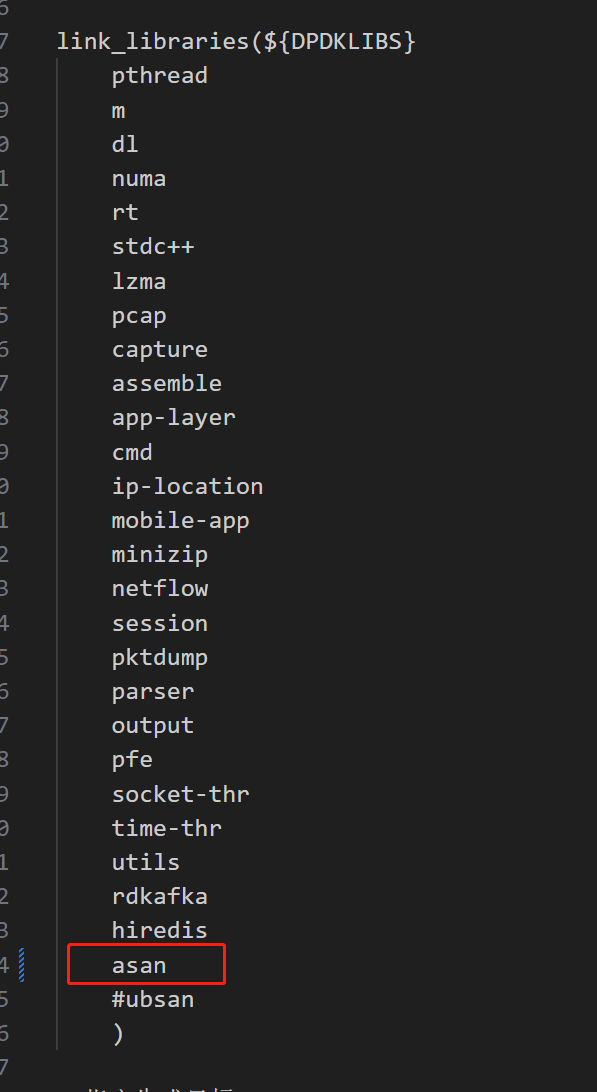 6
7 link_libraries(${DPDKLIBS}
8 pthread
9 m
0 dl
1 numa
2 rt
3 stdc++
4 lzma
5 pcap
6 capture
7 assemble
8 app-layer
9 cmd
0 ip-location
1 mobile-app
2 minizip
3 netflow
4 session
5 pktdump
6 parser
7 output
8 pfe
9 socket-thr
0 time-thr
1 utils
2 rdkafka
3 hiredis
4 asan
5 #ubsan
6 )
7